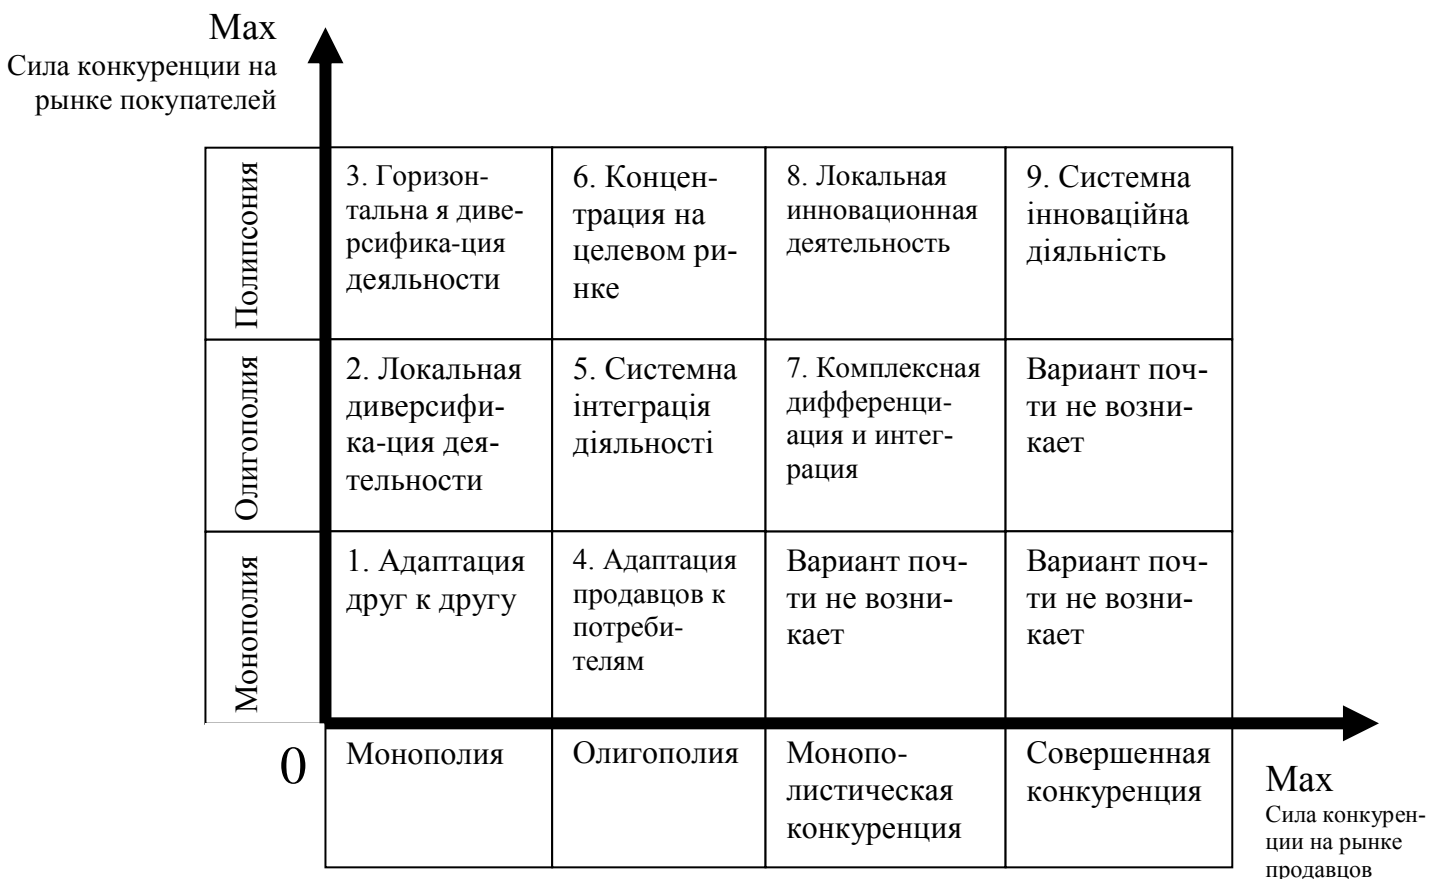 Max
Сила конкуренции на
рынке покупателей
Полипсония
3. Горизон-
тальна я диве-
рсифика-ция
деяльности
6. Концен-
трация на
целевом ри-
нке
8. Локальная
инновационная
деятельность
9. Системна
інноваційна
діяльність
Олигополия
2. Локальная
диверсифи-
ка-ция дея-
тельности
5. Системна
інтеграція
діяльності
7. Комплексная
дифференци-
ация и интег-
рация
Вариант поч-
ти не возни-
кает
Монополия
1. Адаптация
друг к другу
4. Адаптация
продавцов к
потреби-
телям
Вариант поч-
ти не возни-
кает
Вариант поч-
ти не возни-
кает
0
Монополия
Олигополия
Монопо-
листическая
конкуренция
Совершенная
конкуренция
Max
Сила конкурен-
ции на рынке
продавцов